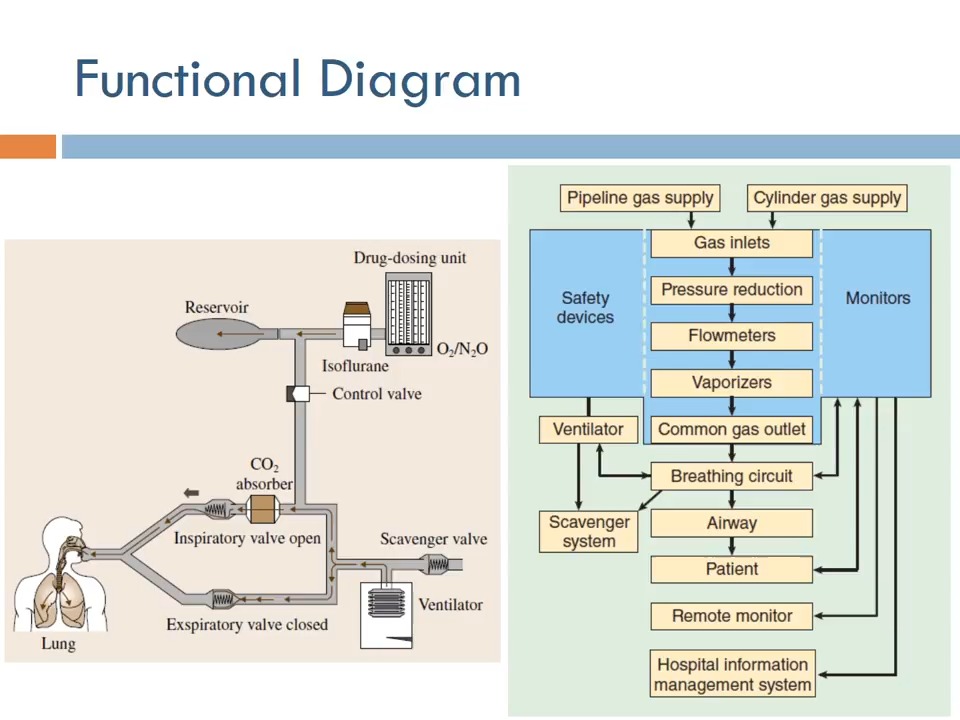 Functional Diagram
Drug-dosing unit
Reservoir
O₂/N₂O
Isoflurane
Control valve
CO₂
absorber
Inspiratory valve open
Scavenger valve
Ventilator
Exspiratory valve closed
Lung
Pipeline gas supply
Cylinder gas supply
Gas inlets
Safety
devices
Pressure reduction
Monitors
Flowmeters
Vaporizers
Ventilator
Common gas outlet
Breathing circuit
Scavenger
system
Airway
Patient
Remote monitor
Hospital information
management system